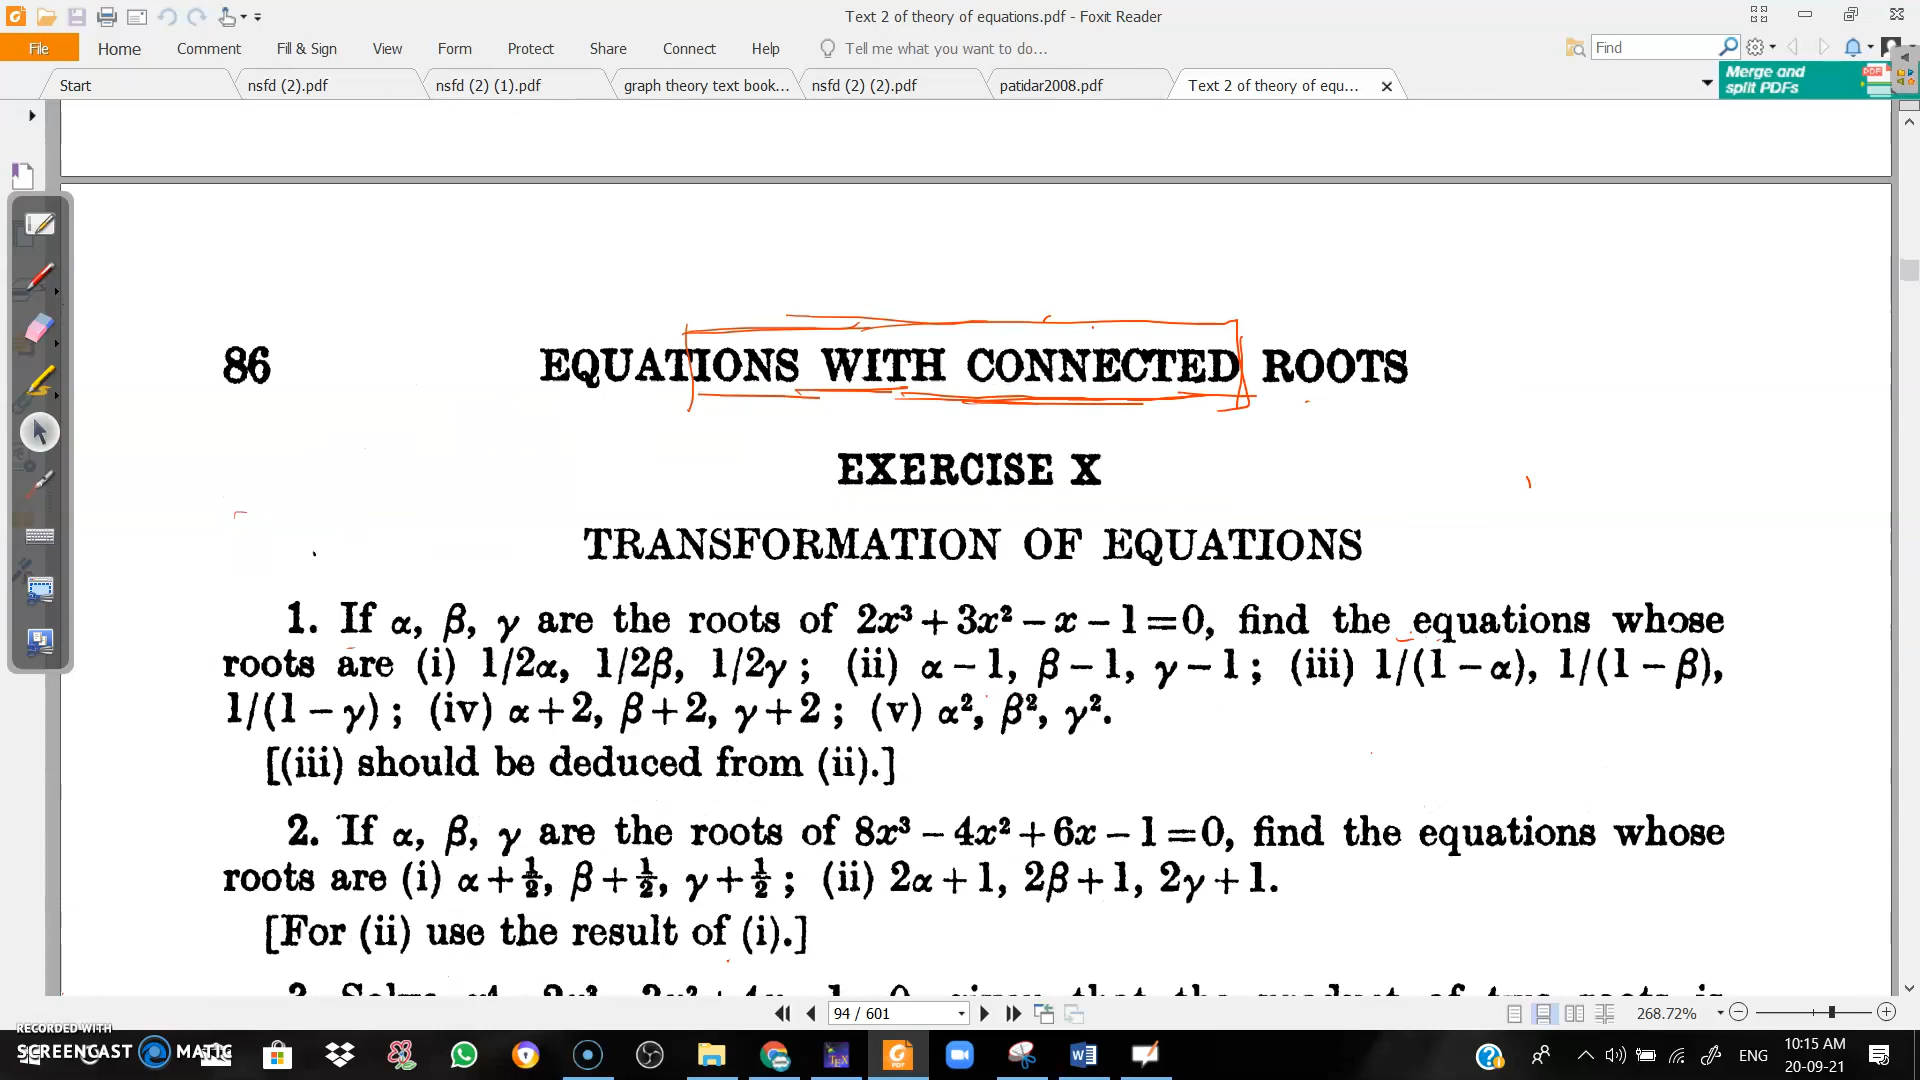 Text 2 of theory of equations.pdf - Foxit Reader
File Home Comment Fill & Sign View Form Protect Share Connect Help Tell me what you want to do... Find
Start nsfd (2).pdf nsfd (2) (1).pdf graph theory text book... nsfd (2) (2).pdf patidar2008.pdf Text 2 of theory of equ...
Merge and
split PDFs
86 EQUATIONS WITH CONNECTED ROOTS
EXERCISE X
TRANSFORMATION OF EQUATIONS
1. If α, β, γ are the roots of 2x³ + 3x² − x − 1 = 0, find the equations whose
roots are (i) 1/2α, 1/2β, 1/2γ ; (ii) α − 1, β − 1, γ − 1 ; (iii) 1/(1 − α), 1/(1 − β),
1/(1 − γ) ; (iv) α + 2, β + 2, γ + 2 ; (v) α², β², γ².
[(iii) should be deduced from (ii).]
2. If α, β, γ are the roots of 8x³ − 4x² + 6x − 1 = 0, find the equations whose
roots are (i) α + ½, β + ½, γ + ½ ; (ii) 2α + 1, 2β + 1, 2γ + 1.
[For (ii) use the result of (i).]
94 / 601 268.72%
RECORDED WITH
SCREENCAST MATIC
ENG 10:15 AM
20-09-21